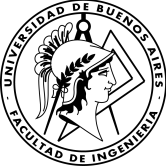 UNIVERSIDAD DE BUENOS AIRES
FACULTAD DE INGENIERIA